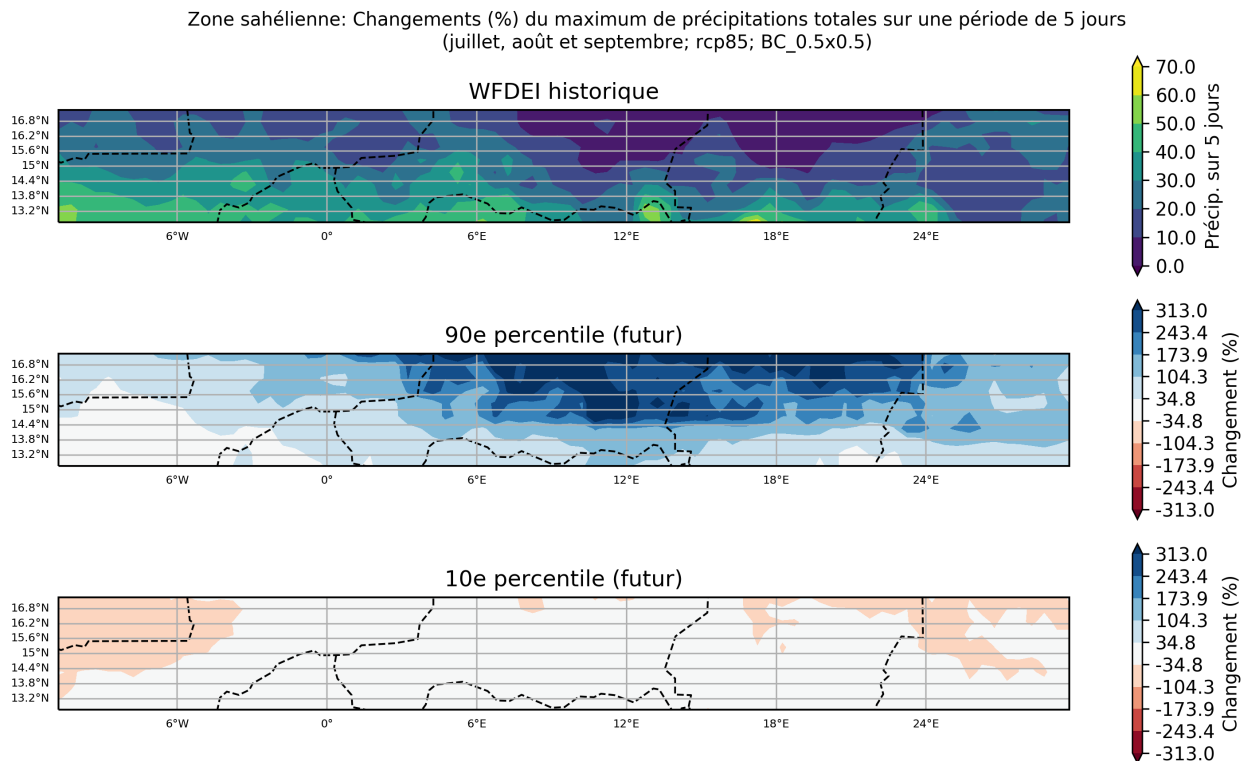 Zone sahélienne: Changements (%) du maximum de précipitations totales sur une période de 5 jours
(juillet, août et septembre; rcp85; BC_0.5x0.5)
WFDEI historique
16.8°N
16.2°N
15.6°N
15°N
14.4°N
13.8°N
13.2°N
6°W
0°
6°E
12°E
18°E
24°E
70.0
60.0
50.0
40.0
30.0
20.0
10.0
0.0
Précip. sur 5 jours
90e percentile (futur)
16.8°N
16.2°N
15.6°N
15°N
14.4°N
13.8°N
13.2°N
6°W
0°
6°E
12°E
18°E
24°E
313.0
243.4
173.9
104.3
34.8
-34.8
-104.3
-173.9
-243.4
-313.0
Changement (%)
10e percentile (futur)
16.8°N
16.2°N
15.6°N
15°N
14.4°N
13.8°N
13.2°N
6°W
0°
6°E
12°E
18°E
24°E
313.0
243.4
173.9
104.3
34.8
-34.8
-104.3
-173.9
-243.4
-313.0
Changement (%)